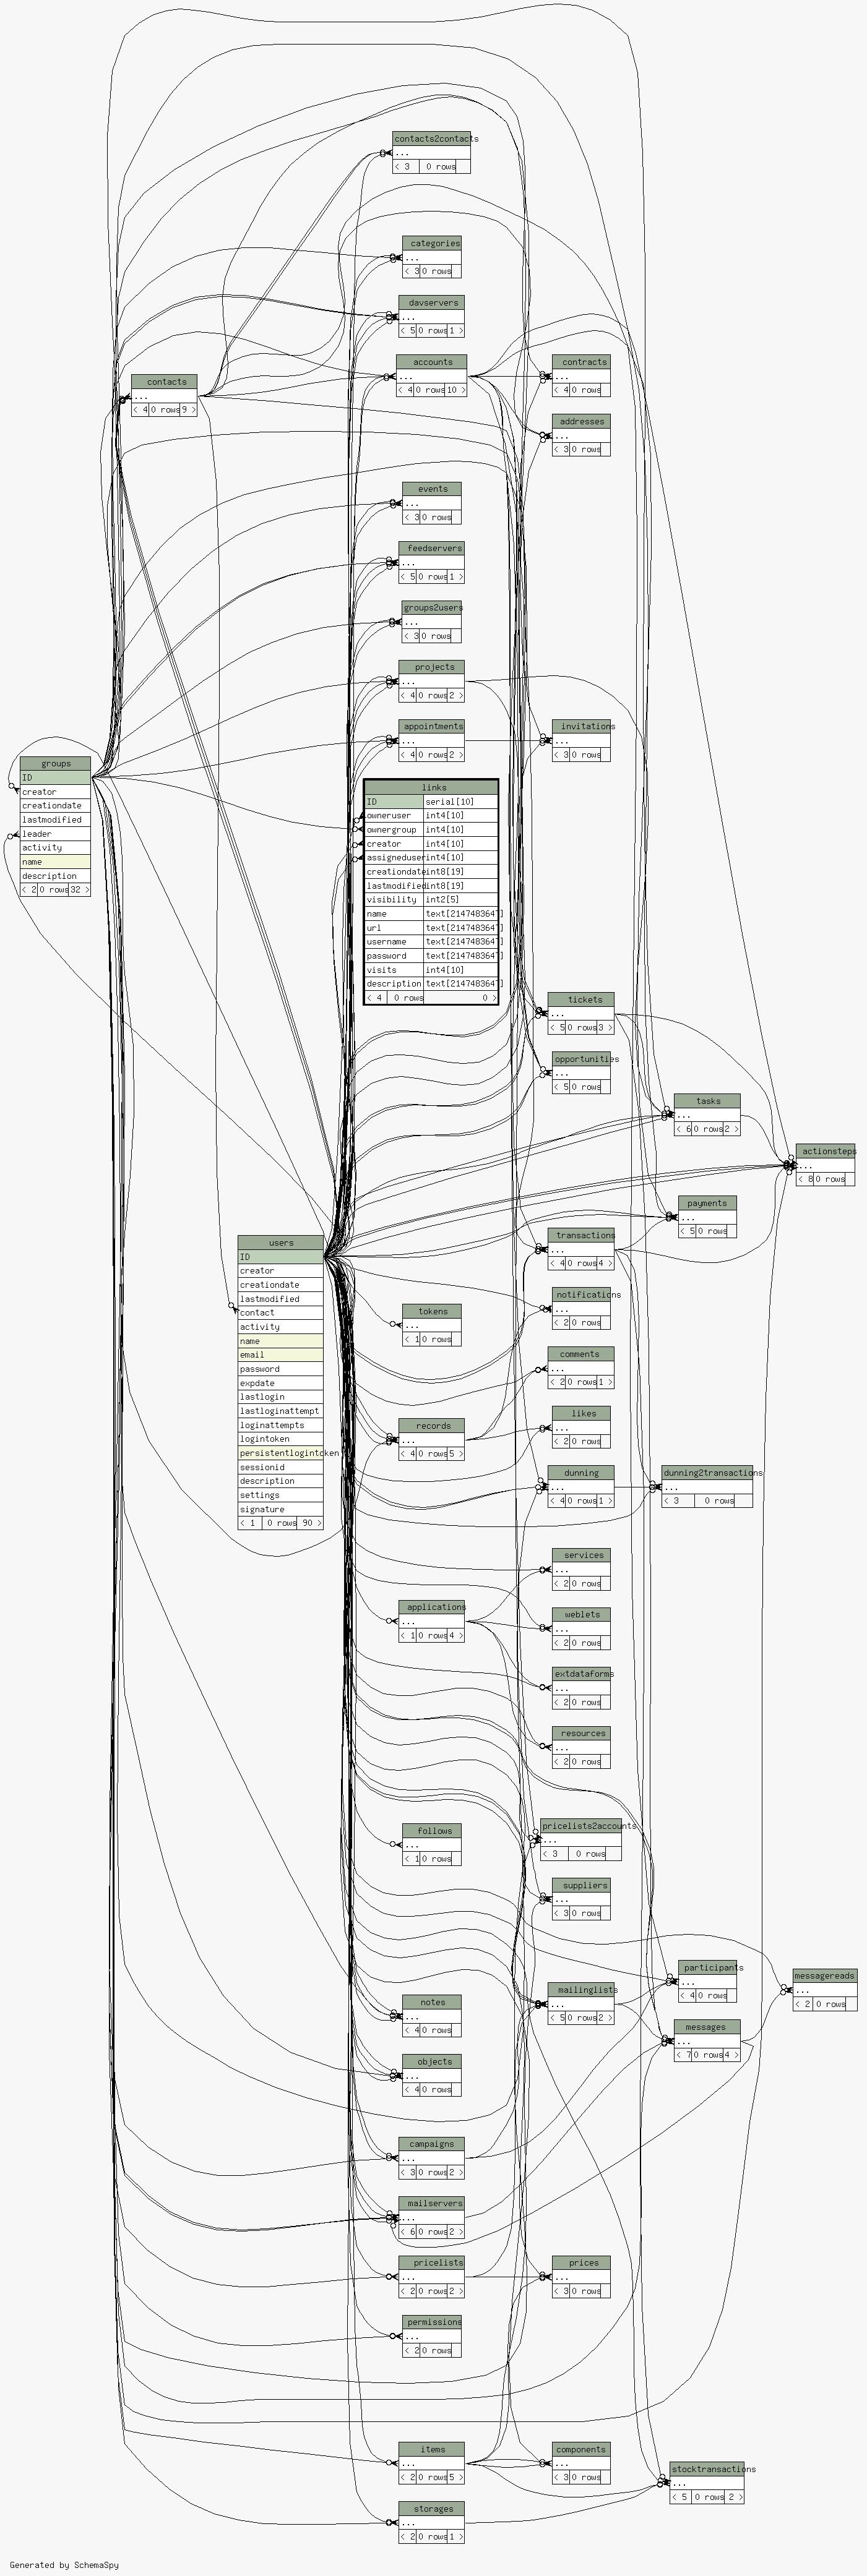 contacts2contacts
...
< 3 0 rows
categories
...
< 3 0 rows
davservers
...
< 5 0 rows 1 >
accounts
...
< 4 0 rows 10 >
contracts
...
< 4 0 rows
contacts
...
< 4 0 rows 9 >
addresses
...
< 3 0 rows
events
...
< 3 0 rows
feedservers
...
< 5 0 rows 1 >
groups2users
...
< 3 0 rows
projects
...
< 4 0 rows 2 >
appointments
...
< 4 0 rows 2 >
invitations
...
< 3 0 rows
groups
ID
creator
creationdate
lastmodified
leader
activity
name
description
< 2 0 rows 32 >
links
ID serial[10]
owneruser int4[10]
ownergroup int4[10]
creator int4[10]
assigneduser int4[10]
creationdate int8[19]
lastmodified int8[19]
visibility int2[5]
name text[2147483647]
url text[2147483647]
username text[2147483647]
password text[2147483647]
visits int4[10]
description text[2147483647]
< 4 0 rows 0 >
tickets
...
< 5 0 rows 3 >
opportunities
...
< 5 0 rows
tasks
...
< 6 0 rows 2 >
actionsteps
...
< 8 0 rows
payments
...
< 5 0 rows
transactions
...
< 4 0 rows 4 >
users
ID
creator
creationdate
lastmodified
contact
activity
name
email
password
expdate
lastlogin
lastloginattempt
loginattempts
logintoken
persistentlogintoken
sessionid
description
settings
signature
< 1 0 rows 90 >
notifications
...
< 2 0 rows
tokens
...
< 1 0 rows
comments
...
< 2 0 rows 1 >
likes
...
< 2 0 rows
records
...
< 4 0 rows 5 >
dunning
...
< 4 0 rows 1 >
dunning2transactions
...
< 3 0 rows
services
...
< 2 0 rows
applications
...
< 1 0 rows 4 >
weblets
...
< 2 0 rows
extdataforms
...
< 2 0 rows
resources
...
< 2 0 rows
follows
...
< 1 0 rows
pricelists2accounts
...
< 3 0 rows
suppliers
...
< 3 0 rows
participants
...
< 4 0 rows
messagereads
...
< 2 0 rows
mailinglists
...
< 5 0 rows 2 >
notes
...
< 4 0 rows
messages
...
< 7 0 rows 4 >
objects
...
< 4 0 rows
campaigns
...
< 3 0 rows 2 >
mailservers
...
< 6 0 rows 2 >
pricelists
...
< 2 0 rows 2 >
prices
...
< 3 0 rows
permissions
...
< 2 0 rows
items
...
< 2 0 rows 5 >
components
...
< 3 0 rows
stocktransactions
...
< 5 0 rows 2 >
storages
...
< 2 0 rows 1 >
Generated by SchemaSpy